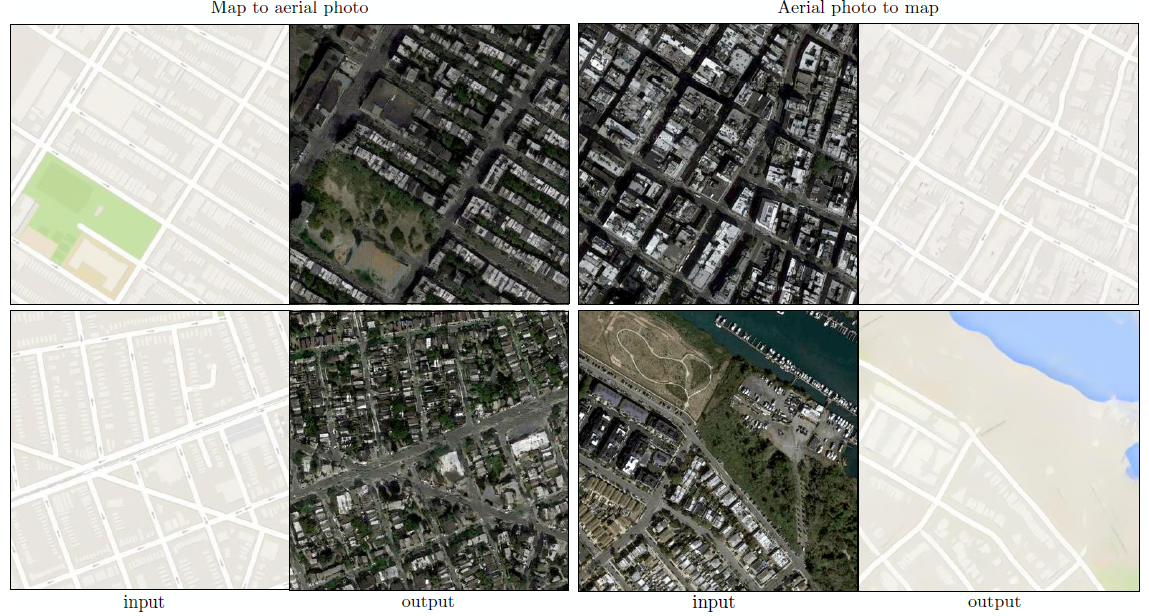 Map to aerial photo
Aerial photo to map
input
output
input
output